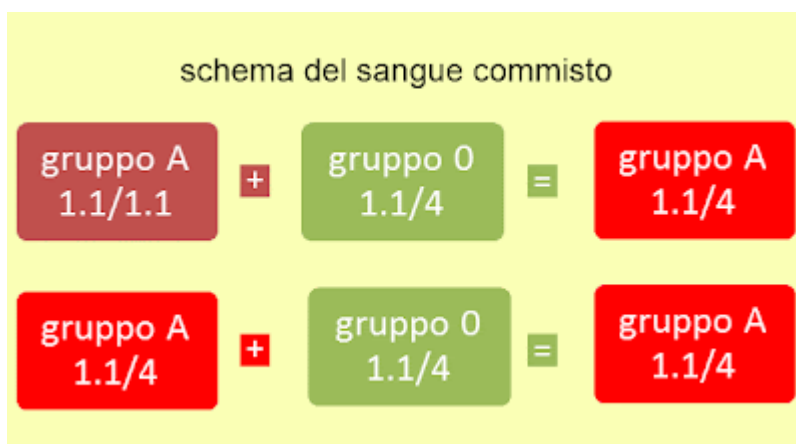 schema del sangue commisto
gruppo A + gruppo 0 = gruppo A
1.1/1.1 1.1/4 1.1/4
gruppo A + gruppo 0 = gruppo A
1.1/4 1.1/4 1.1/4